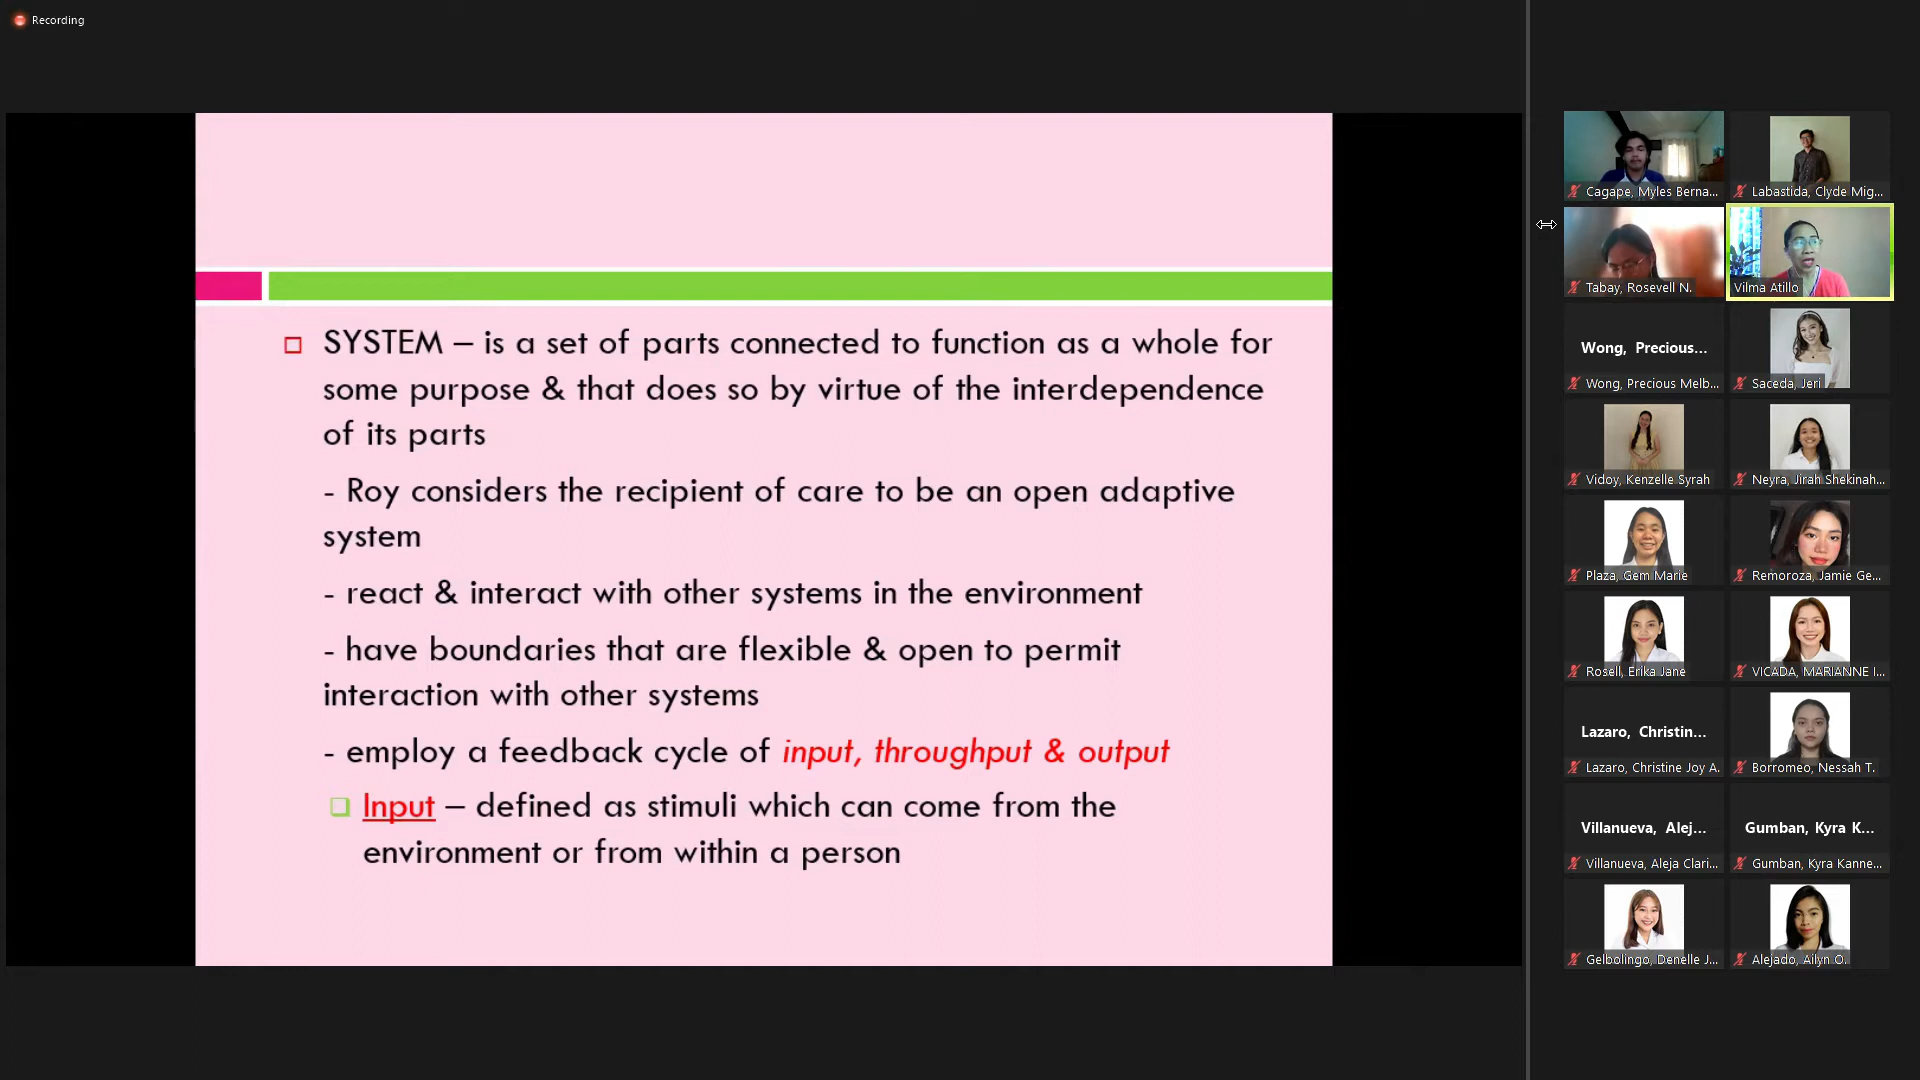 Recording
SYSTEM – is a set of parts connected to function as a whole for
some purpose & that does so by virtue of the interdependence
of its parts
- Roy considers the recipient of care to be an open adaptive
system
- react & interact with other systems in the environment
- have boundaries that are flexible & open to permit
interaction with other systems
- employ a feedback cycle of input, throughput & output
Input – defined as stimuli which can come from the
environment or from within a person
Cagape, Myles Berna...
Labastida, Clyde Mig...
Tabay, Rosevell N.
Vilma Atillo
Wong, Precious...
Wong, Precious Melb...
Saceda, Jeri
Vidoy, Kenzelle Syrah
Neyra, Jirah Shekinah...
Plaza, Gem Marie
Remoroza, Jamie Ge...
Rosell, Erika Jane
VICADA, MARIANNE I...
Lazaro, Christin...
Lazaro, Christine Joy A.
Borromeo, Nessah T.
Villanueva, Alej...
Villanueva, Aleja Clari...
Gumban, Kyra K...
Gumban, Kyra Kanne...
Gelbolingo, Denelle J...
Alejado, Ailyn O.